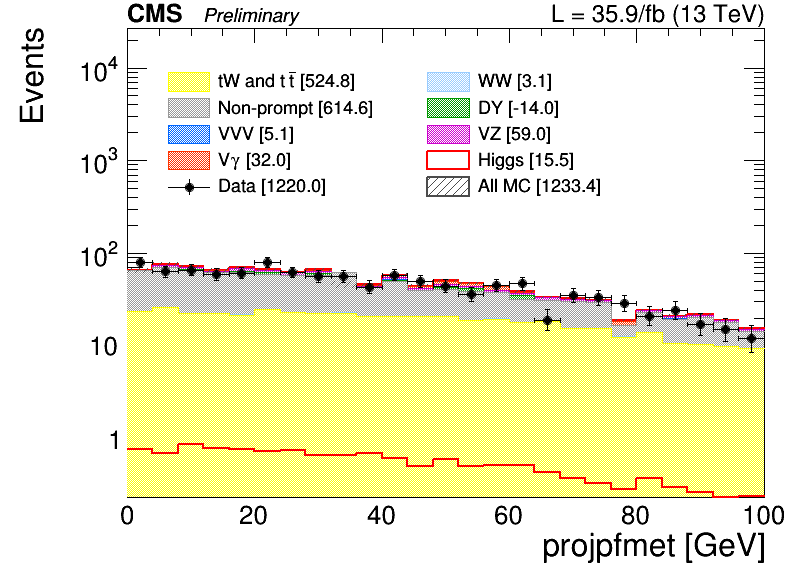 CMS Preliminary L = 35.9/fb (13 TeV)
Events
10⁴
10³
10²
10
1
tW and t t̄ [524.8] WW [3.1]
Non-prompt [614.6] DY [-14.0]
VVV [5.1] VZ [59.0]
Vγ [32.0] Higgs [15.5]
Data [1220.0] All MC [1233.4]
0 20 40 60 80 100
projpfmet [GeV]